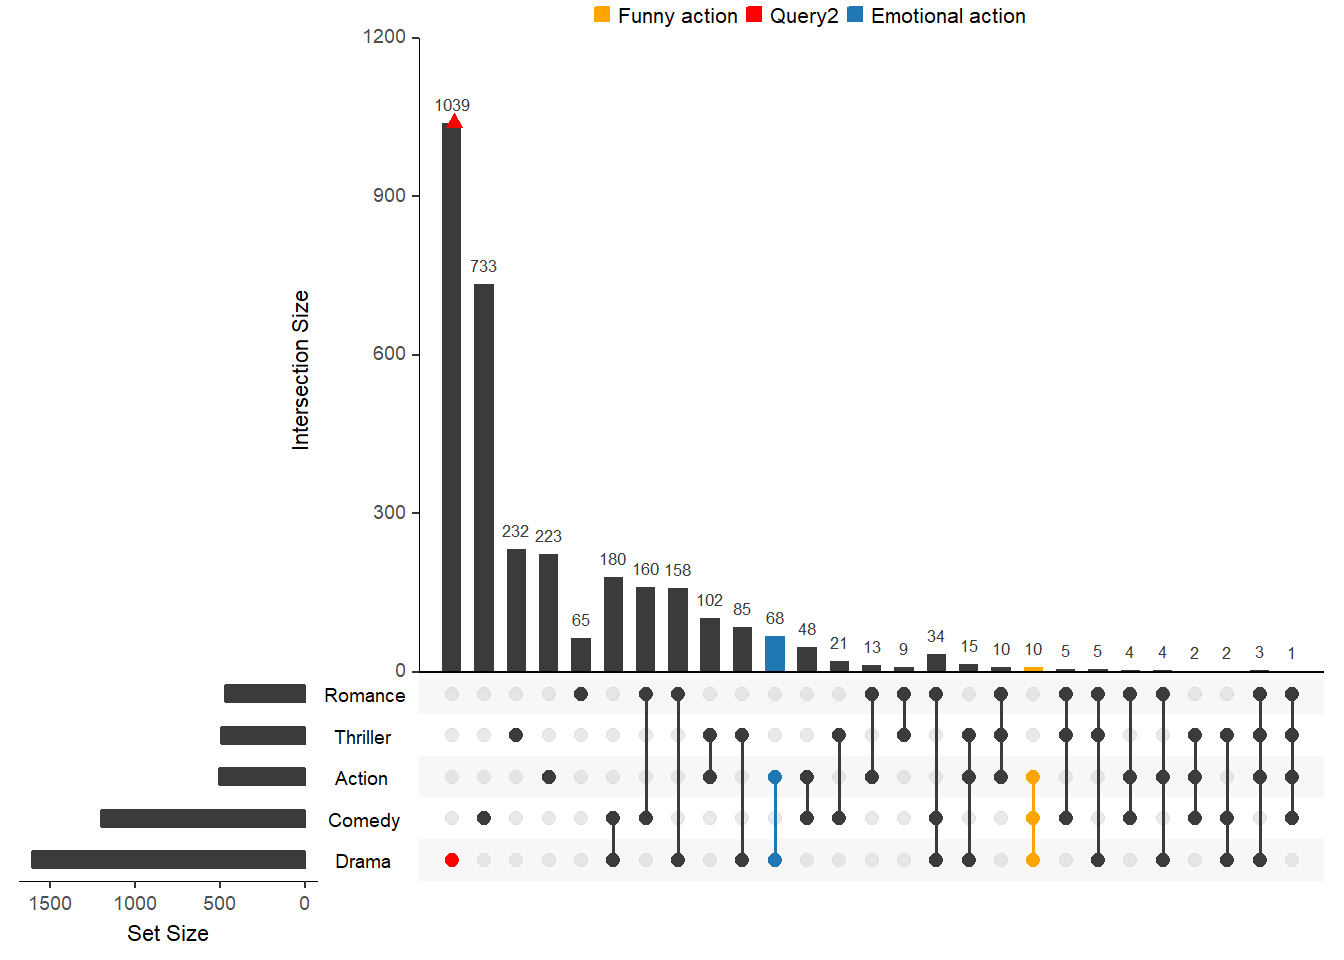 Funny action Query2 Emotional action
1200
1039
900
733
600
Intersection Size
300
232 223 65 180 160 158 102 85 68 48 21 13 9 34 15 10 10 5 5 4 4 2 2 3 1
0
Romance
Thriller
Action
Comedy
Drama
1500 1000 500 0
Set Size